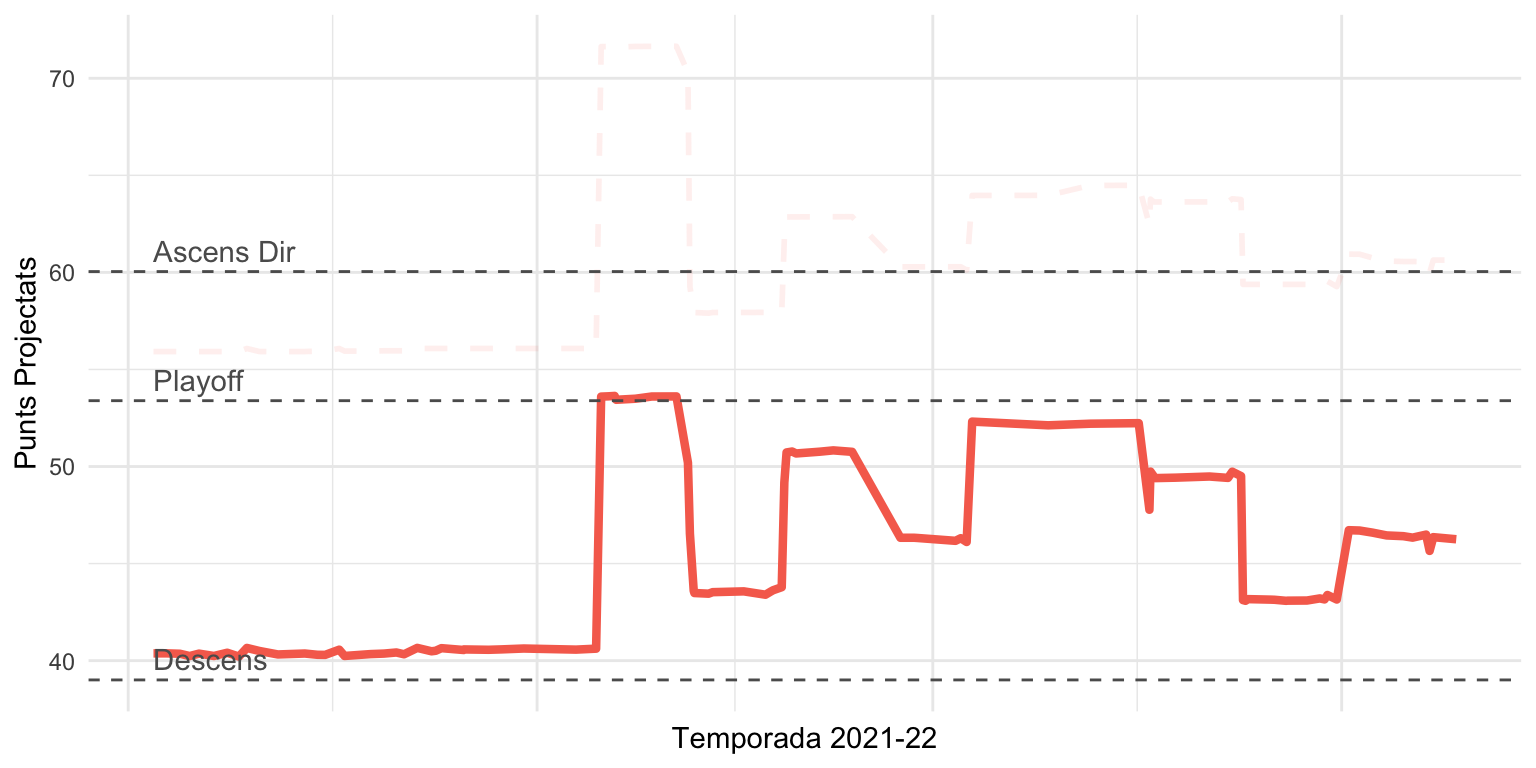 70
Ascens Dir
60
Playoff
50
Descens
40
Punts Projectats
Temporada 2021-22